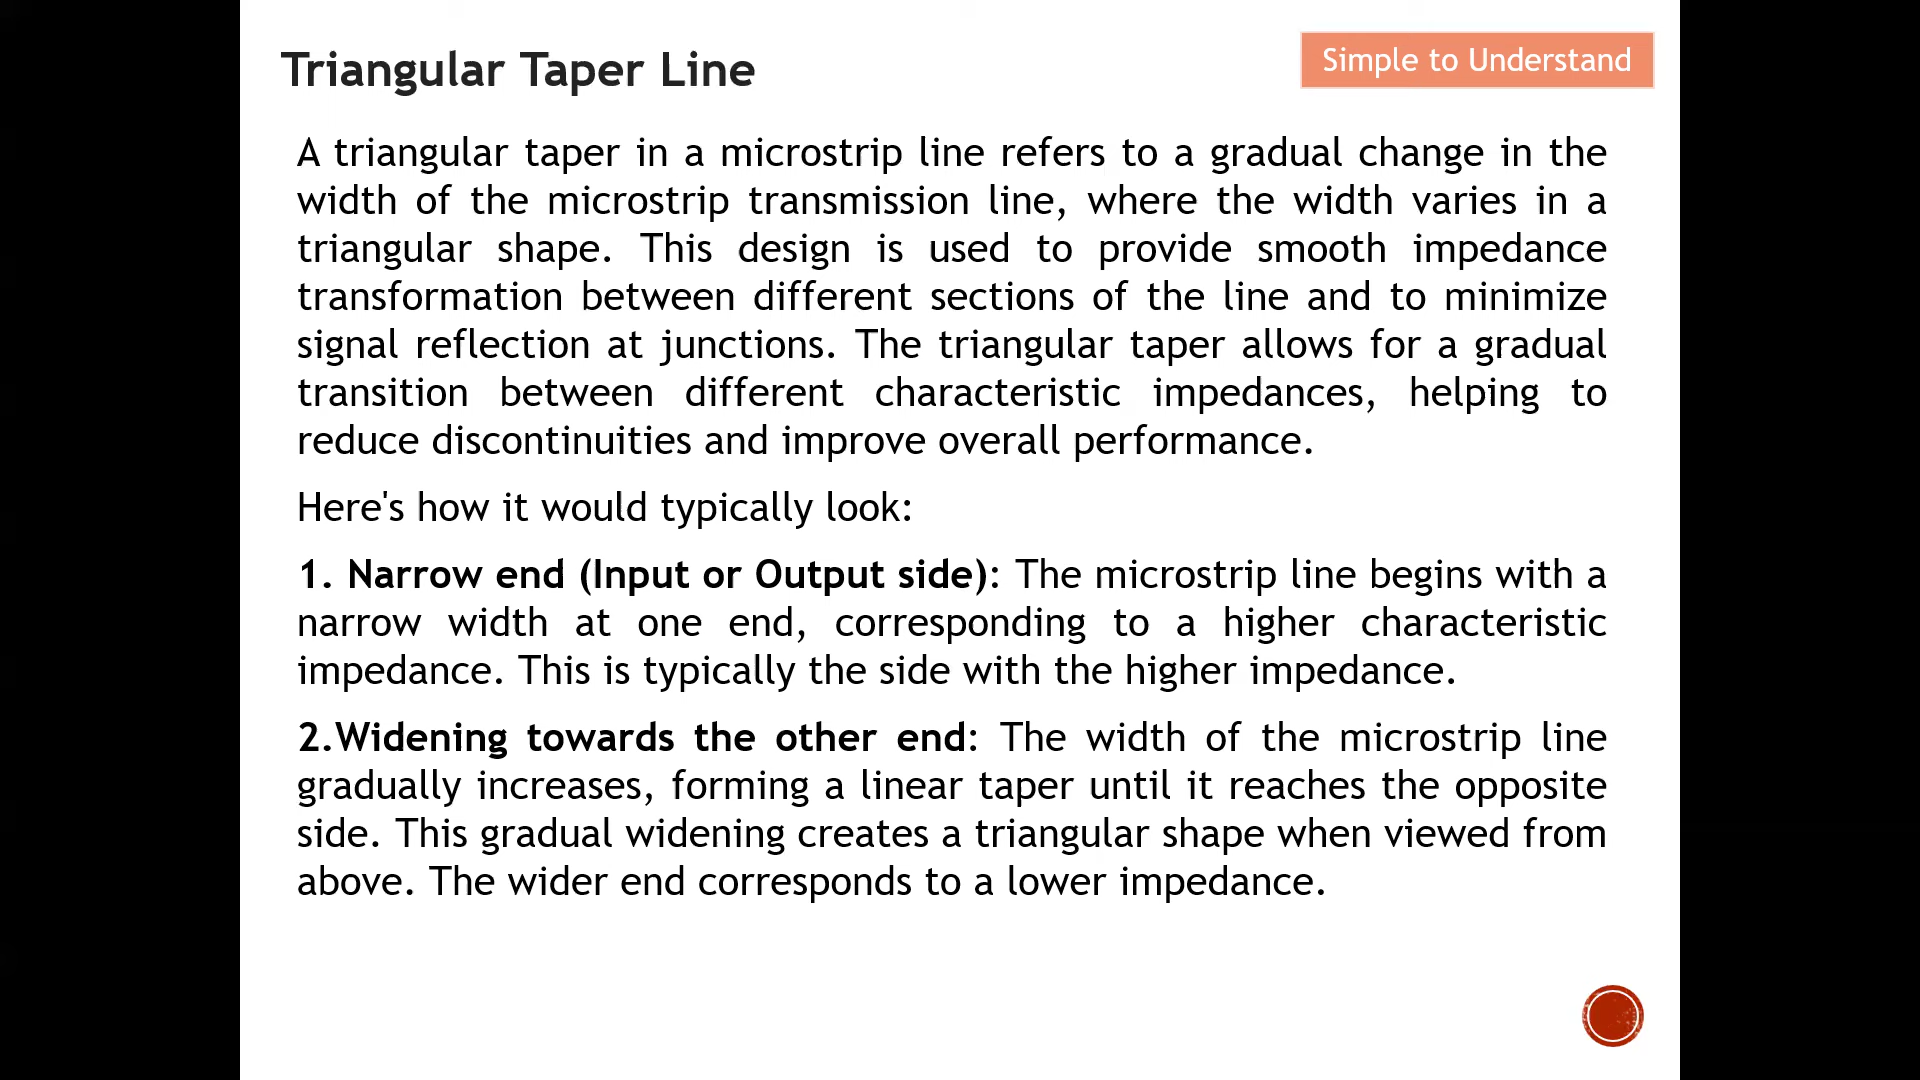 Triangular Taper Line
Simple to Understand
A triangular taper in a microstrip line refers to a gradual change in the
width of the microstrip transmission line, where the width varies in a
triangular shape. This design is used to provide smooth impedance
transformation between different sections of the line and to minimize
signal reflection at junctions. The triangular taper allows for a gradual
transition between different characteristic impedances, helping to
reduce discontinuities and improve overall performance.
Here's how it would typically look:
1. Narrow end (Input or Output side): The microstrip line begins with a
narrow width at one end, corresponding to a higher characteristic
impedance. This is typically the side with the higher impedance.
2.Widening towards the other end: The width of the microstrip line
gradually increases, forming a linear taper until it reaches the opposite
side. This gradual widening creates a triangular shape when viewed from
above. The wider end corresponds to a lower impedance.